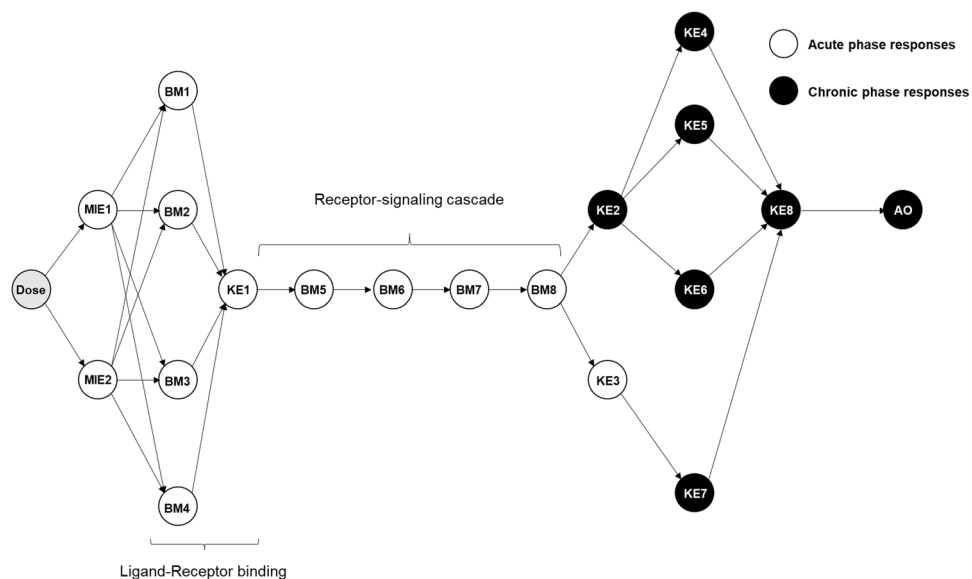 KE4
Acute phase responses
BM1
Chronic phase responses
KE5
Receptor-signaling cascade
MIE1
BM2
KE2
KE8
AO
Dose
KE1
BM5
BM6
BM7
BM8
KE6
MIE2
BM3
KE3
KE7
BM4
Ligand-Receptor binding